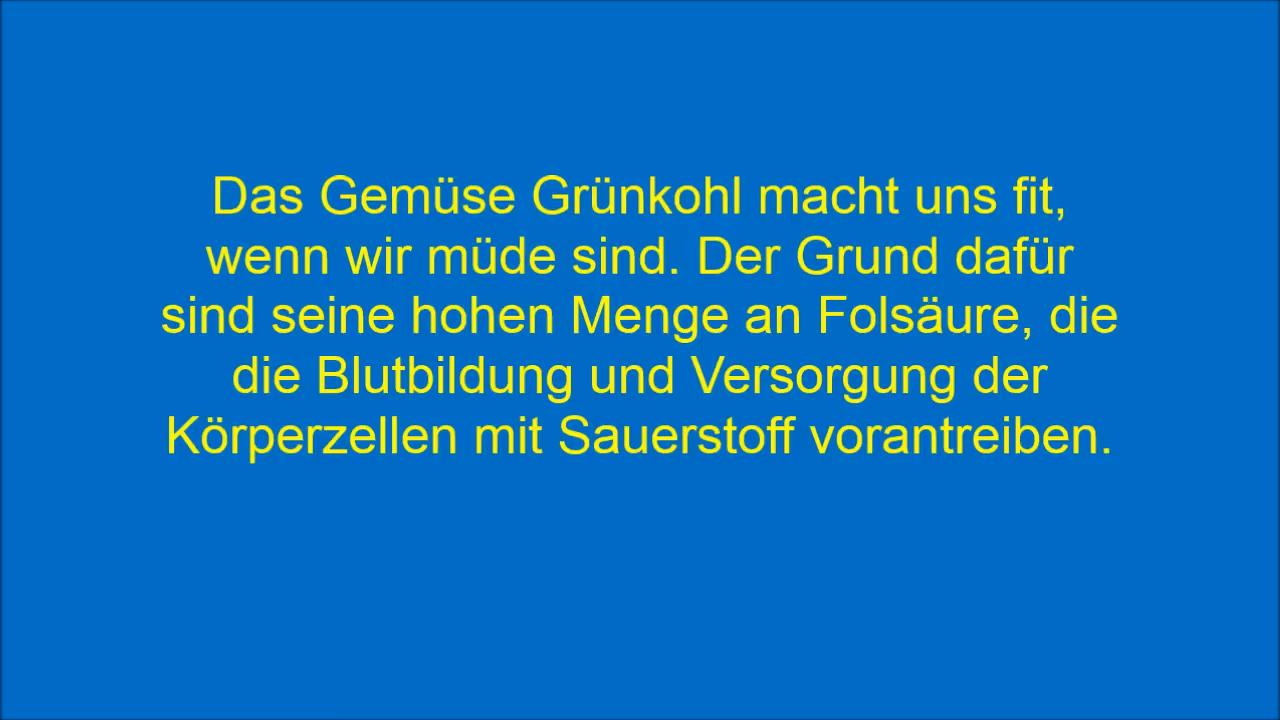 Das Gemüse Grünkohl macht uns fit,
wenn wir müde sind. Der Grund dafür
sind seine hohen Menge an Folsäure, die
die Blutbildung und Versorgung der
Körperzellen mit Sauerstoff vorantreiben.